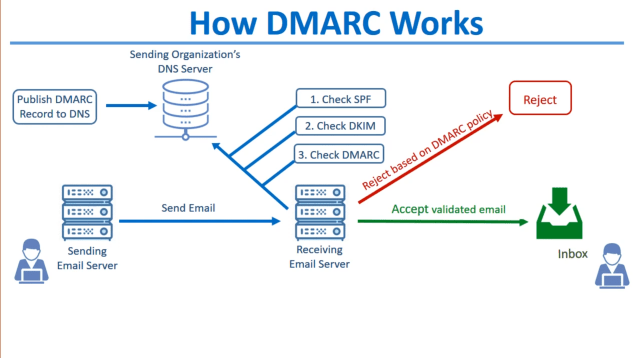 How DMARC Works
Sending Organization's
DNS Server
Publish DMARC
Record to DNS
1. Check SPF
2. Check DKIM
3. Check DMARC
Reject based on DMARC policy
Reject
Send Email
Accept validated email
Sending
Email Server
Receiving
Email Server
Inbox